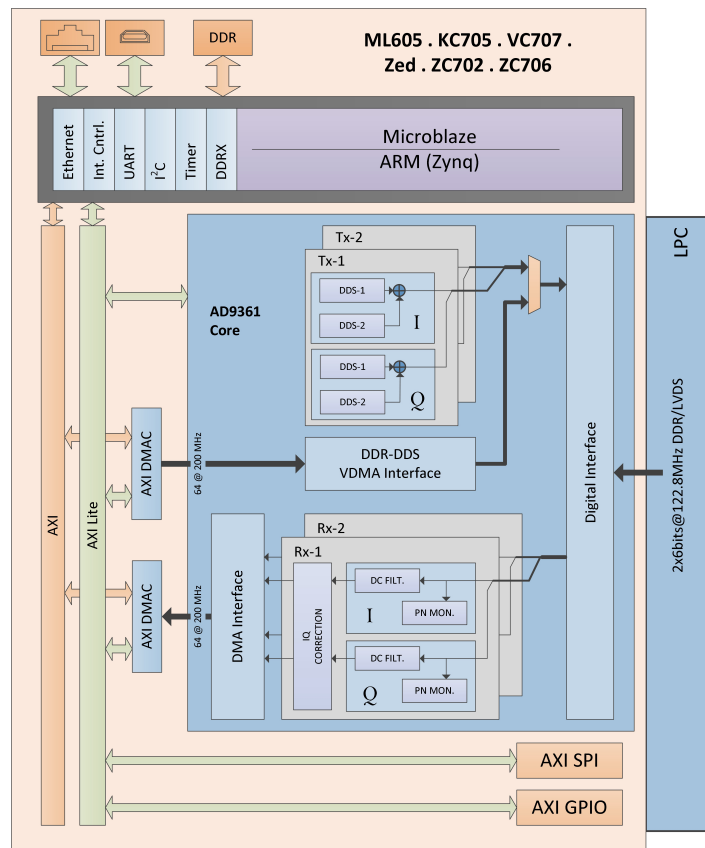 DDR
ML605 . KC705 . VC707 .
Zed . ZC702 . ZC706
Ethernet
Int. Cntrl.
UART
I²C
Timer
DDRX
Microblaze
ARM (Zynq)
AXI
AXI Lite
AD9361
Core
Tx-2
Tx-1
DDS-1
DDS-2
I
DDS-1
DDS-2
Q
AXI DMAC
64 @ 200 MHz
DDR-DDS
VDMA Interface
Digital Interface
LPC
2x6bits@122.8MHz DDR/LVDS
AXI DMAC
64 @ 200 MHz
DMA Interface
Rx-2
Rx-1
IQ
CORRECTION
DC FILT.
I
PN MON.
DC FILT.
Q
PN MON.
AXI SPI
AXI GPIO